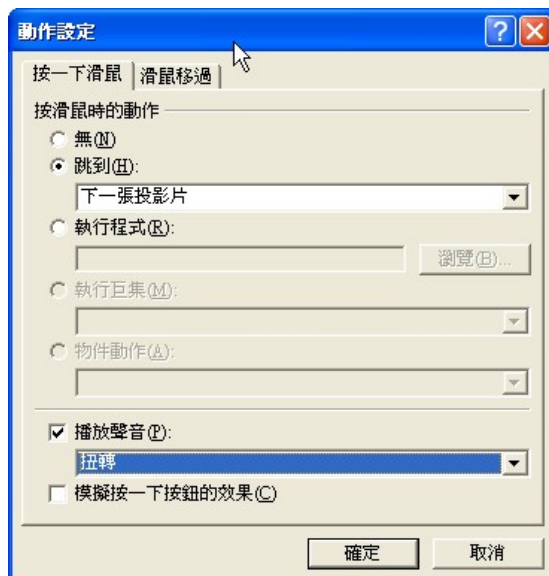 動作設定
按一下滑鼠 滑鼠移過
按滑鼠時的動作
無(N)
跳到(H):
下一張投影片
執行程式(R):
瀏覽(B)...
執行巨集(M):
物件動作(A):
播放聲音(P):
扭轉
模擬按一下按鈕的效果(C)
確定 取消